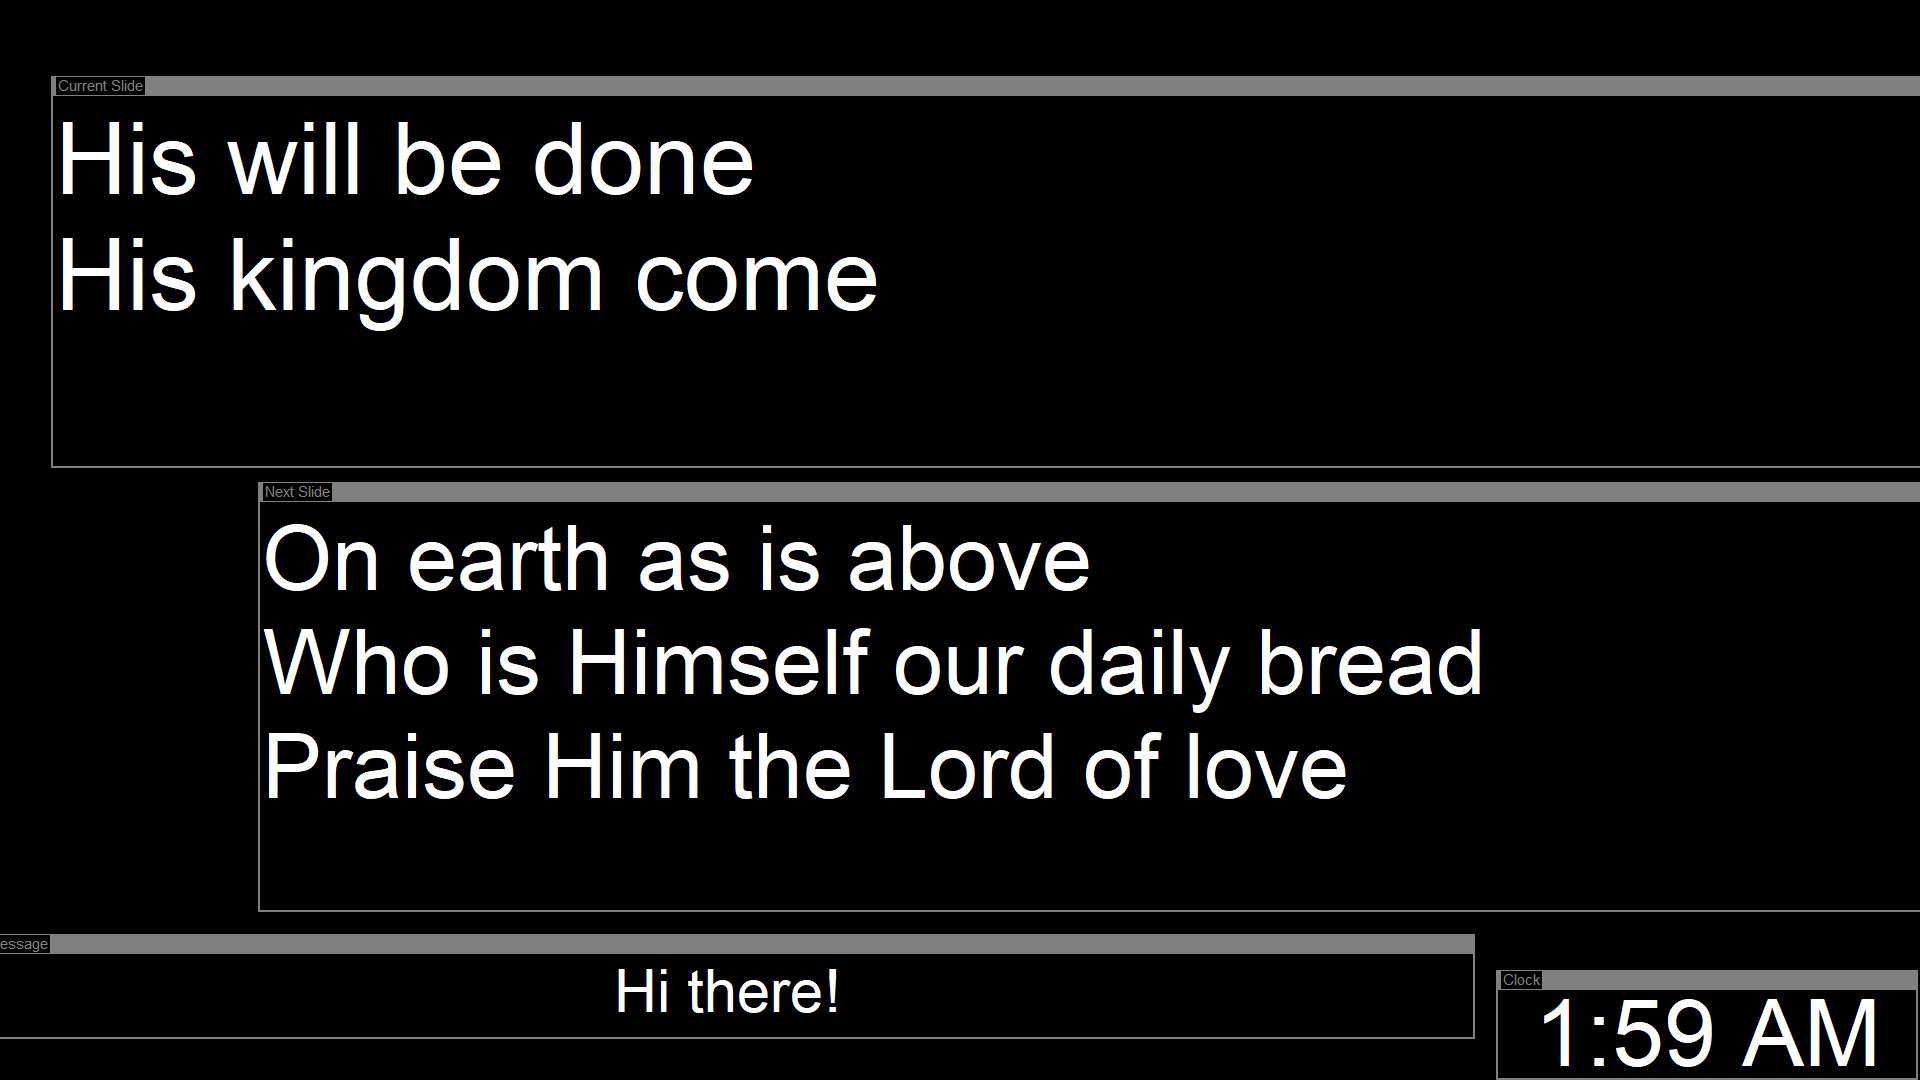 Current Slide
His will be done
His kingdom come
Next Slide
On earth as is above
Who is Himself our daily bread
Praise Him the Lord of love
essage
Hi there!
Clock
1:59 AM